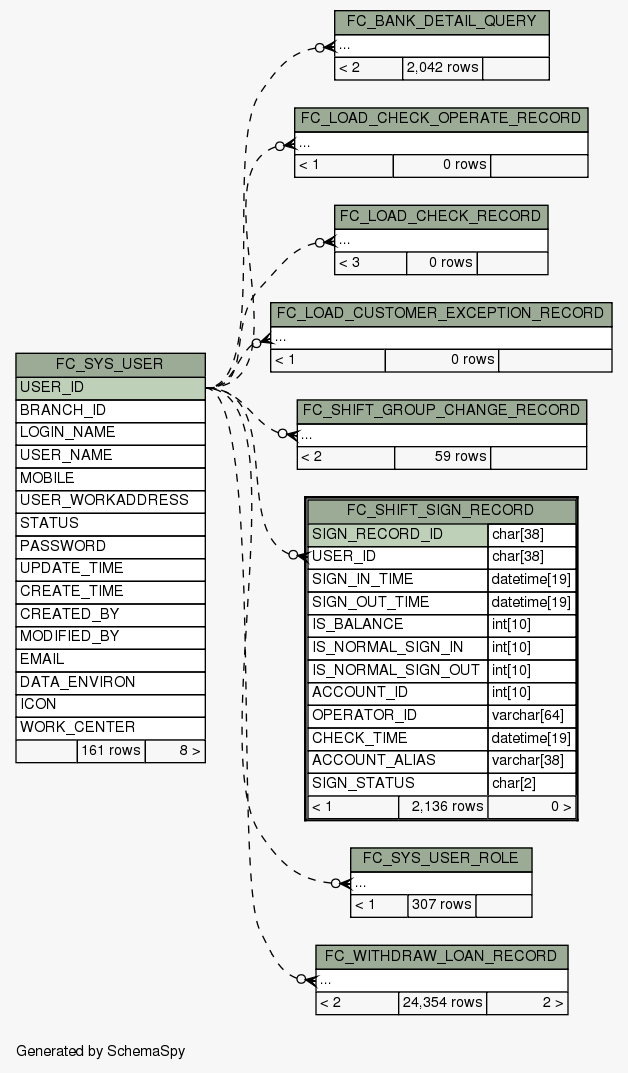 FC_BANK_DETAIL_QUERY
...
< 2 2,042 rows
FC_LOAD_CHECK_OPERATE_RECORD
...
< 1 0 rows
FC_LOAD_CHECK_RECORD
...
< 3 0 rows
FC_LOAD_CUSTOMER_EXCEPTION_RECORD
...
< 1 0 rows
FC_SYS_USER
USER_ID
BRANCH_ID
LOGIN_NAME
USER_NAME
MOBILE
USER_WORKADDRESS
STATUS
PASSWORD
UPDATE_TIME
CREATE_TIME
CREATED_BY
MODIFIED_BY
EMAIL
DATA_ENVIRON
ICON
WORK_CENTER
161 rows 8 >
FC_SHIFT_GROUP_CHANGE_RECORD
...
< 2 59 rows
FC_SHIFT_SIGN_RECORD
SIGN_RECORD_ID char[38]
USER_ID char[38]
SIGN_IN_TIME datetime[19]
SIGN_OUT_TIME datetime[19]
IS_BALANCE int[10]
IS_NORMAL_SIGN_IN int[10]
IS_NORMAL_SIGN_OUT int[10]
ACCOUNT_ID int[10]
OPERATOR_ID varchar[64]
CHECK_TIME datetime[19]
ACCOUNT_ALIAS varchar[38]
SIGN_STATUS char[2]
< 1 2,136 rows 0 >
FC_SYS_USER_ROLE
...
< 1 307 rows
FC_WITHDRAW_LOAN_RECORD
...
< 2 24,354 rows 2 >
Generated by SchemaSpy